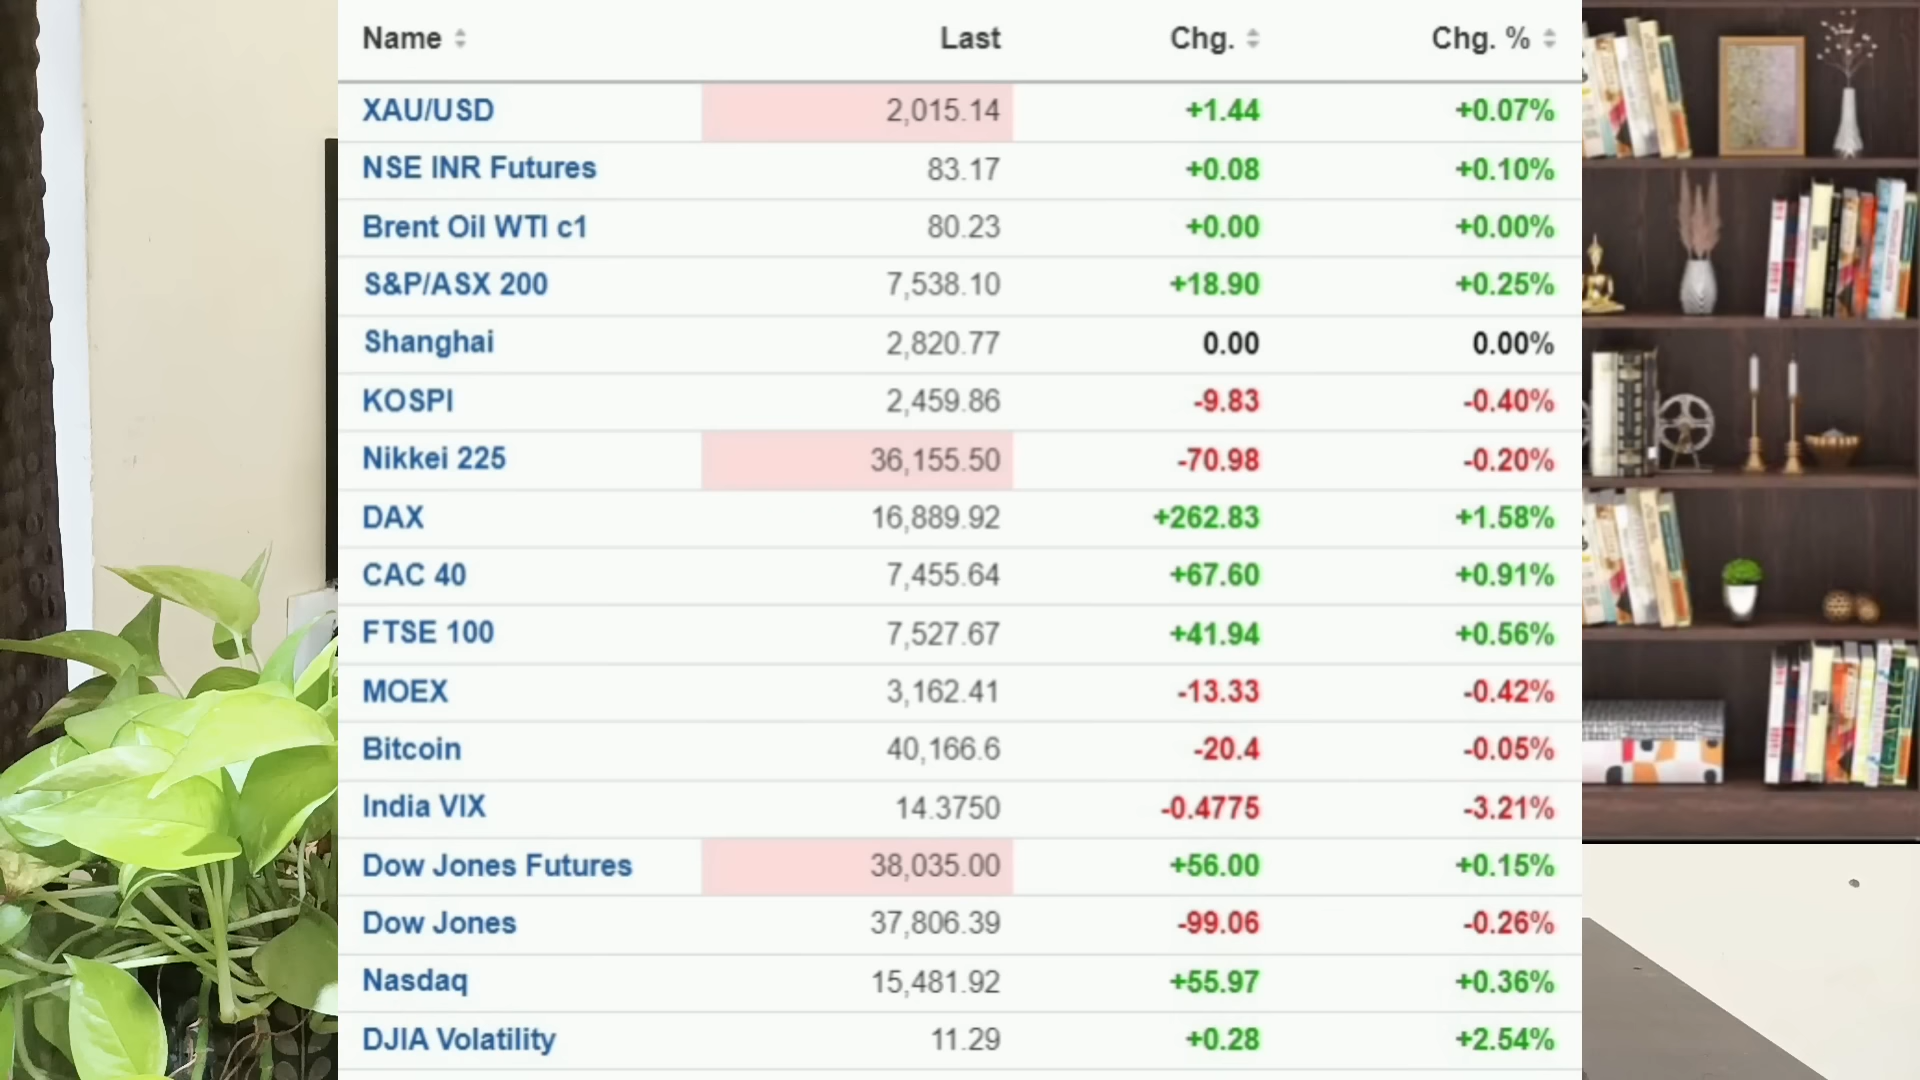 Name Last Chg. Chg. %
XAU/USD 2,015.14 +1.44 +0.07%
NSE INR Futures 83.17 +0.08 +0.10%
Brent Oil WTI c1 80.23 +0.00 +0.00%
S&P/ASX 200 7,538.10 +18.90 +0.25%
Shanghai 2,820.77 0.00 0.00%
KOSPI 2,459.86 -9.83 -0.40%
Nikkei 225 36,155.50 -70.98 -0.20%
DAX 16,889.92 +262.83 +1.58%
CAC 40 7,455.64 +67.60 +0.91%
FTSE 100 7,527.67 +41.94 +0.56%
MOEX 3,162.41 -13.33 -0.42%
Bitcoin 40,166.6 -20.4 -0.05%
India VIX 14.3750 -0.4775 -3.21%
Dow Jones Futures 38,035.00 +56.00 +0.15%
Dow Jones 37,806.39 -99.06 -0.26%
Nasdaq 15,481.92 +55.97 +0.36%
DJIA Volatility 11.29 +0.28 +2.54%